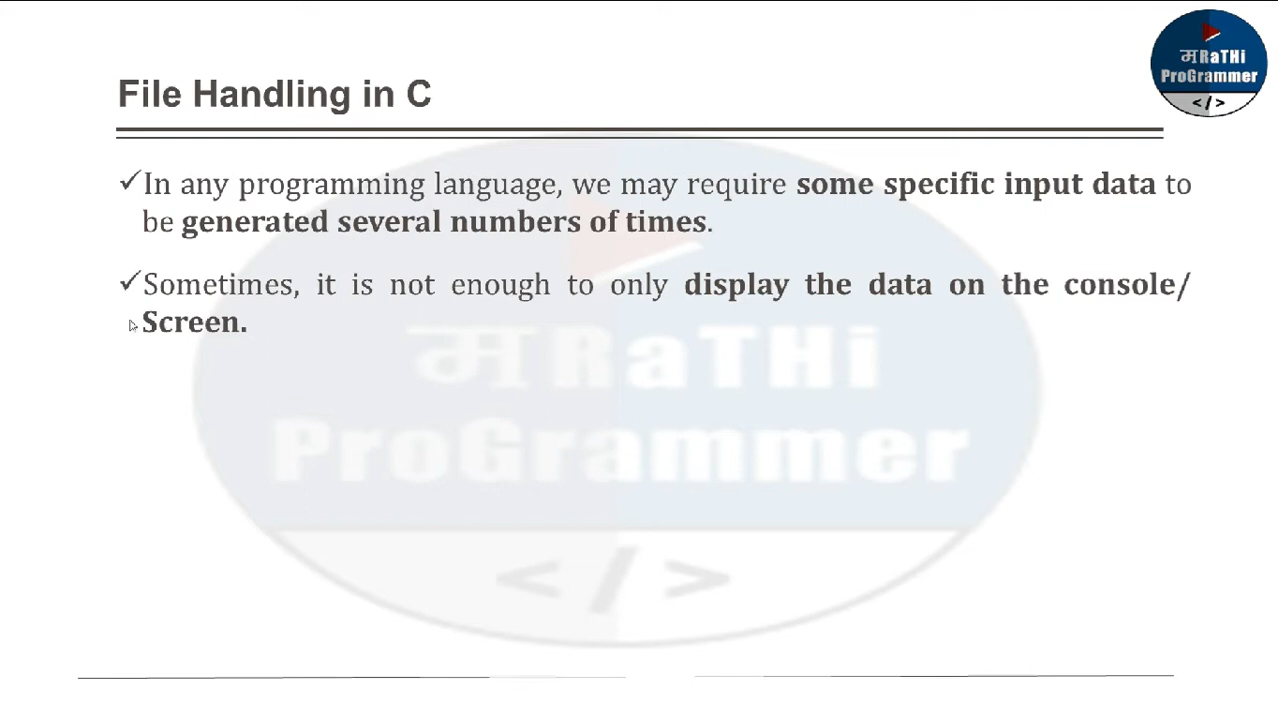 मRaTHi
ProGrammer
</>
File Handling in C
✓In any programming language, we may require some specific input data to
be generated several numbers of times.
✓Sometimes, it is not enough to only display the data on the console/
Screen.
मRaTHi
ProGrammer
</>